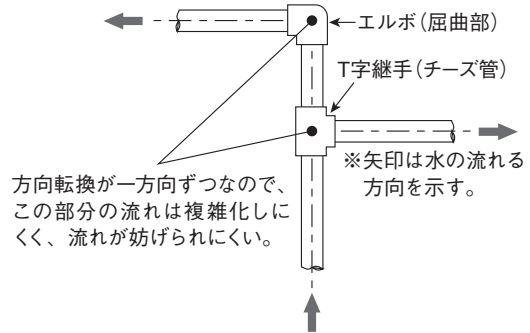 エルボ(屈曲部)
T字継手(チーズ管)
※矢印は水の流れる
方向を示す。
方向転換が一方向ずつなので、
この部分の流れは複雑化しに
くく、流れが妨げられにくい。